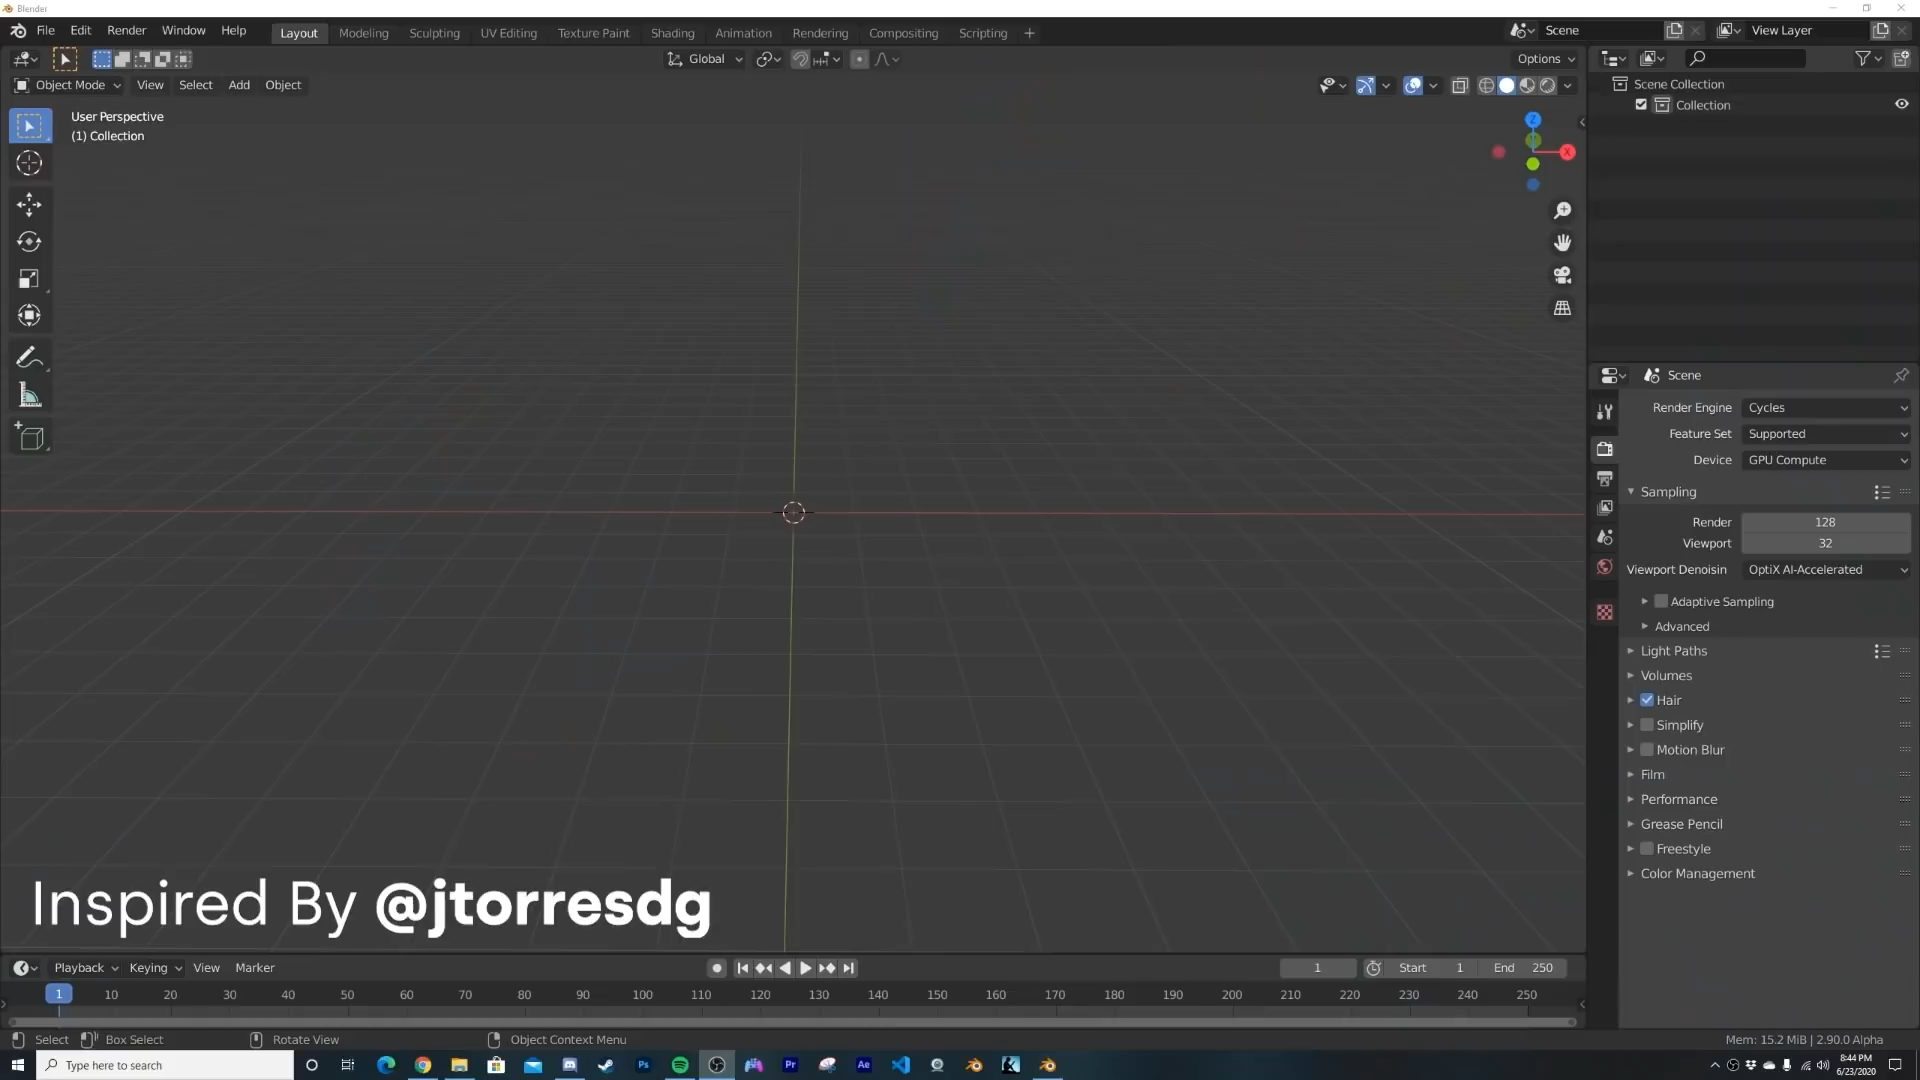 Blender
File Edit Render Window Help Layout Modeling Sculpting UV Editing Texture Paint Shading Animation Rendering Compositing Scripting + Scene View Layer
Global Options
Object Mode View Select Add Object
Scene Collection
Collection
User Perspective
(1) Collection
Z
X
Scene
Render Engine Cycles
Feature Set Supported
Device GPU Compute
Sampling
Render 128
Viewport 32
Viewport Denoisin OptiX AI-Accelerated
Adaptive Sampling
Advanced
Light Paths
Volumes
Hair
Simplify
Motion Blur
Film
Performance
Grease Pencil
Freestyle
Color Management
Inspired By @jtorresdg
Playback Keying View Marker 1 Start 1 End 250
1 10 20 30 40 50 60 70 80 90 100 110 120 130 140 150 160 170 180 190 200 210 220 230 240 250
Select Box Select Rotate View Object Context Menu Mem: 15.2 MiB | 2.90.0 Alpha
Type here to search Ps Pr Ae 8:44 PM
6/23/2020